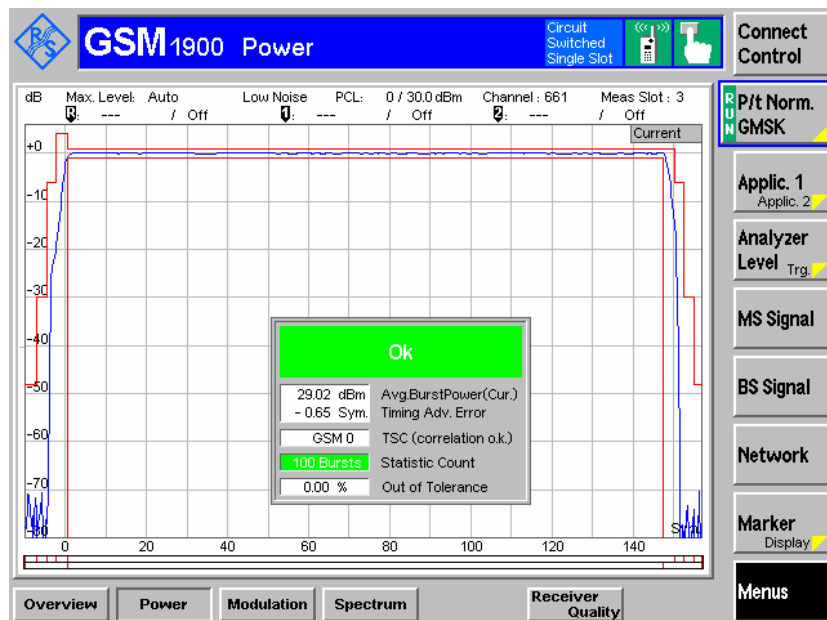 R&S
GSM 1900 Power
Circuit
Switched
Single Slot
Connect
Control
dB Max. Level: Auto Low Noise PCL: 0 / 30.0 dBm Channel : 661 Meas Slot : 3
R: --- / Off 1: --- / Off 2: --- / Off
Current
RUN
P/t Norm.
GMSK
+0
-10
-20
-30
-40
-50
-60
-70
-80
Ok
29.02 dBm Avg.BurstPower(Cur.)
- 0.65 Sym. Timing Adv. Error
GSM 0 TSC (correlation o.k.)
100 Bursts Statistic Count
0.00 % Out of Tolerance
0 20 40 60 80 100 120 140
Applic. 1
Applic. 2
Analyzer
Level Trg.
MS Signal
BS Signal
Network
Marker
Display
Menus
Overview Power Modulation Spectrum Receiver
Quality